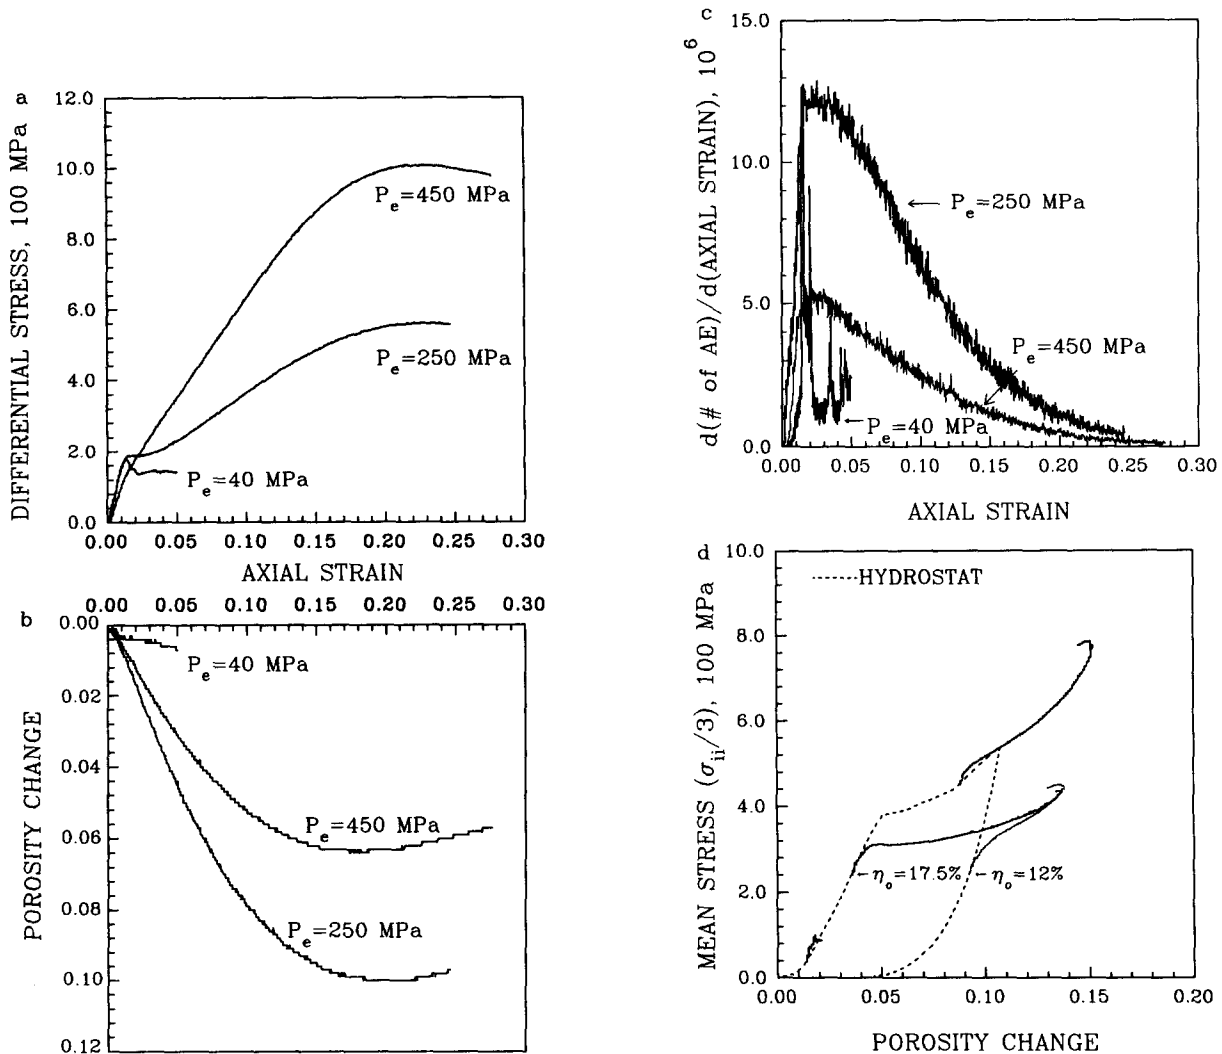 a
12.0
10.0
8.0
6.0
4.0
2.0
0.0
DIFFERENTIAL STRESS, 100 MPa
P_e=450 MPa
P_e=250 MPa
P_e=40 MPa
0.00 0.05 0.10 0.15 0.20 0.25 0.30
AXIAL STRAIN
b
0.00 0.05 0.10 0.15 0.20 0.25 0.30
0.00
0.02
0.04
0.06
0.08
0.10
0.12
POROSITY CHANGE
P_e=40 MPa
P_e=450 MPa
P_e=250 MPa
c
15.0
10.0
5.0
0.0
d(# of AE)/d(AXIAL STRAIN), 10^6
P_e=250 MPa
P_e=450 MPa
P_e=40 MPa
0.00 0.05 0.10 0.15 0.20 0.25 0.30
AXIAL STRAIN
d
10.0
8.0
6.0
4.0
2.0
0.0
MEAN STRESS (σ_ii/3), 100 MPa
HYDROSTAT
η_o=17.5%
η_o=12%
0.00 0.05 0.10 0.15 0.20
POROSITY CHANGE